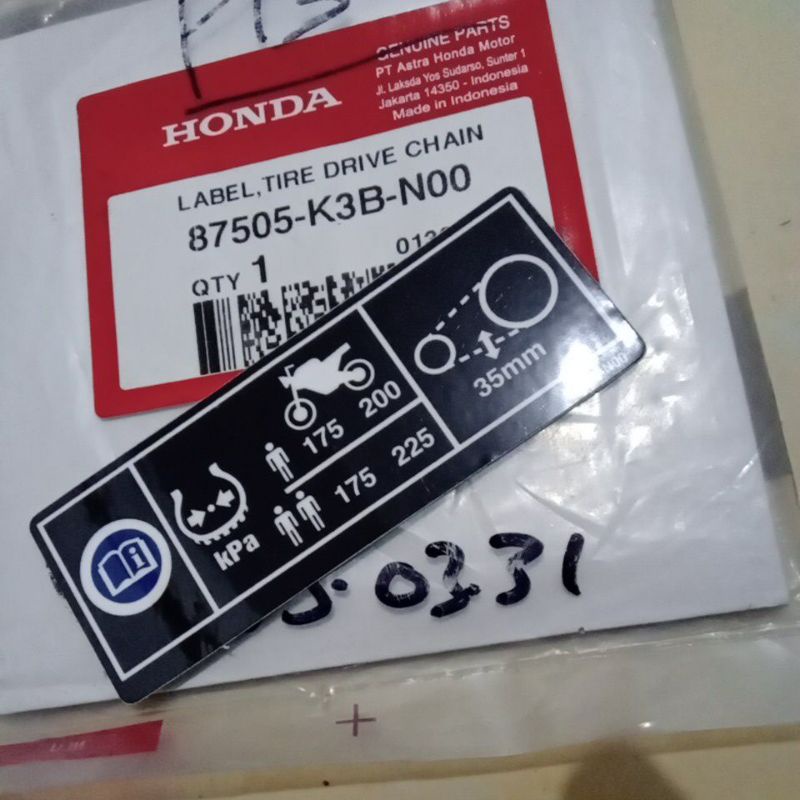 HONDA
GENUINE PARTS
PT Astra Honda Motor
Jl. Laksda Yos Sudarso, Sunter 1
Jakarta 14350 - Indonesia
Made in Indonesia
LABEL,TIRE DRIVE CHAIN
87505-K3B-N00
QTY 1
35mm
175 200
175 225
kPa
0331